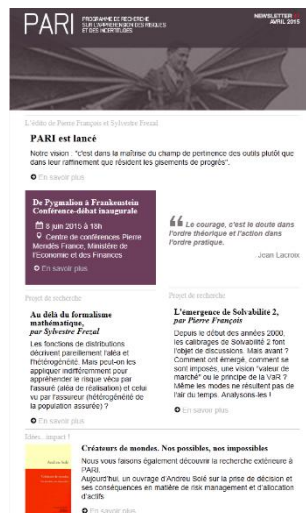 PARI
PROGRAMME DE RECHERCHE
SUR L'APPRÉHENSION DES RISQUES
ET DES INCERTITUDES
NEWSLETTER
AVRIL 2015
L'édito de Pierre François et Sylvestre Frezal
PARI est lancé
Notre vision : "c'est dans la maîtrise du champ de pertinence des outils plutôt que
dans leur raffinement que résident les gisements de progrès".
En savoir plus
De Pygmalion à Frankenstein
Conférence-débat inaugurale
8 juin 2015 à 18h
Centre de conférences Pierre
Mendès France, Ministère de
l'Economie et des Finances
En savoir plus
Le courage, c'est le doute dans
l'ordre théorique et l'action dans
l'ordre pratique.
Jean Lacroix
Projet de recherche
Au délà du formalisme
mathématique,
par Sylvestre Frezal
Les fonctions de distributions
décrivent pareillement l'aléa et
l'hétérogénéité. Mais peut-on les
appliquer indifféremment pour
appréhender le risque vécu par
l'assuré (aléa de réalisation) et celui
vu par l'assureur (hétérogénéité de
la population assurée) ?
En savoir plus
Projet de recherche
L'émergence de Solvabilité 2,
par Pierre François
Depuis le début des années 2000,
les calibrages de Solvabilité 2 font
l'objet de discussions. Mais avant ?
Comment ont émergé, comment se
sont imposés, une vision "valeur de
marché" ou le principe de la VaR ?
Même les modes ne résultent pas de
l'air du temps. Analysons-les !
En savoir plus
Idées... impact !
Andreu Solé
Créateurs de mondes. Nos possibles, nos impossibles
Nous vous faisons également découvrir la recherche extérieure à
PARI.
Aujourd'hui, un ouvrage d'Andreu Solé sur la prise de décision et
ses conséquences en matière de risk management et d'allocation
d'actifs
En savoir plus